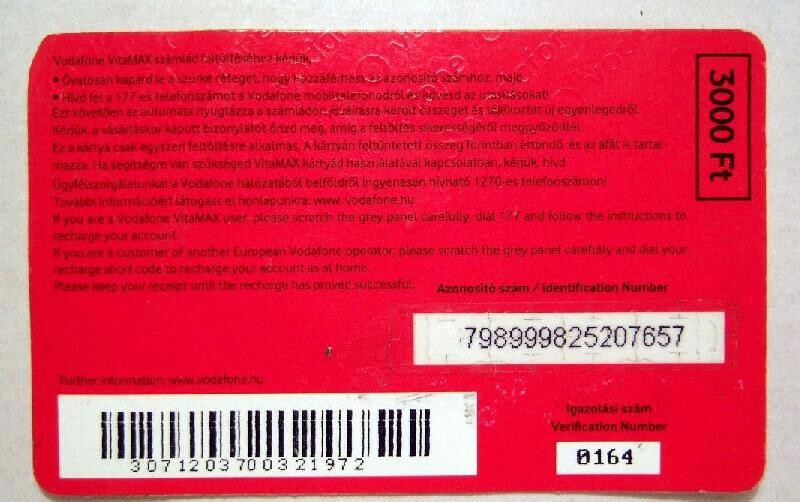 Vodafone VitaMAX számlád feltöltéséhez kérjük,
• Óvatosan kapard le a szürke réteget, hogy hozzáférhess az azonosító számhoz, majd
• Hívd fel a 177-es telefonszámot a Vodafone mobiltelefonodról és kövesd az utasításokat!
Ezt követően az automata nyugtázza a számládon jóváírásra került összeget és tájékoztat új egyenlegedről.
Kérjük, a vásárláskor kapott bizonylatot őrizd meg, amíg a feltöltés sikerességéről meggyőződtél.
Ez a kártya csak egyszeri feltöltésre alkalmas. A kártyán feltüntetett összeg forintban értendő és az áfát is tartal-
mazza. Ha segítségre van szükséged VitaMAX kártyád használatával kapcsolatban, kérjük, hívd
Ügyfélszolgálatunkat a Vodafone hálózatából belföldről ingyenesen hívható 1270-es telefonszámon!
További információért látogass el honlapunkra: www.vodafone.hu
If you are a Vodafone VitaMAX user, please scratch the grey panel carefully, dial 177 and follow the instructions to
recharge your account.
If you are a customer of another European Vodafone operator, please scratch the grey panel carefully and dial your
recharge short code to recharge your account as at home.
Please keep your receipt until the recharge has proved successful.
3000 Ft
Azonosító szám / Identification Number
798999825207657
Further information: www.vodafone.hu
3071203700321972
Igazolási szám
Verification Number
0164